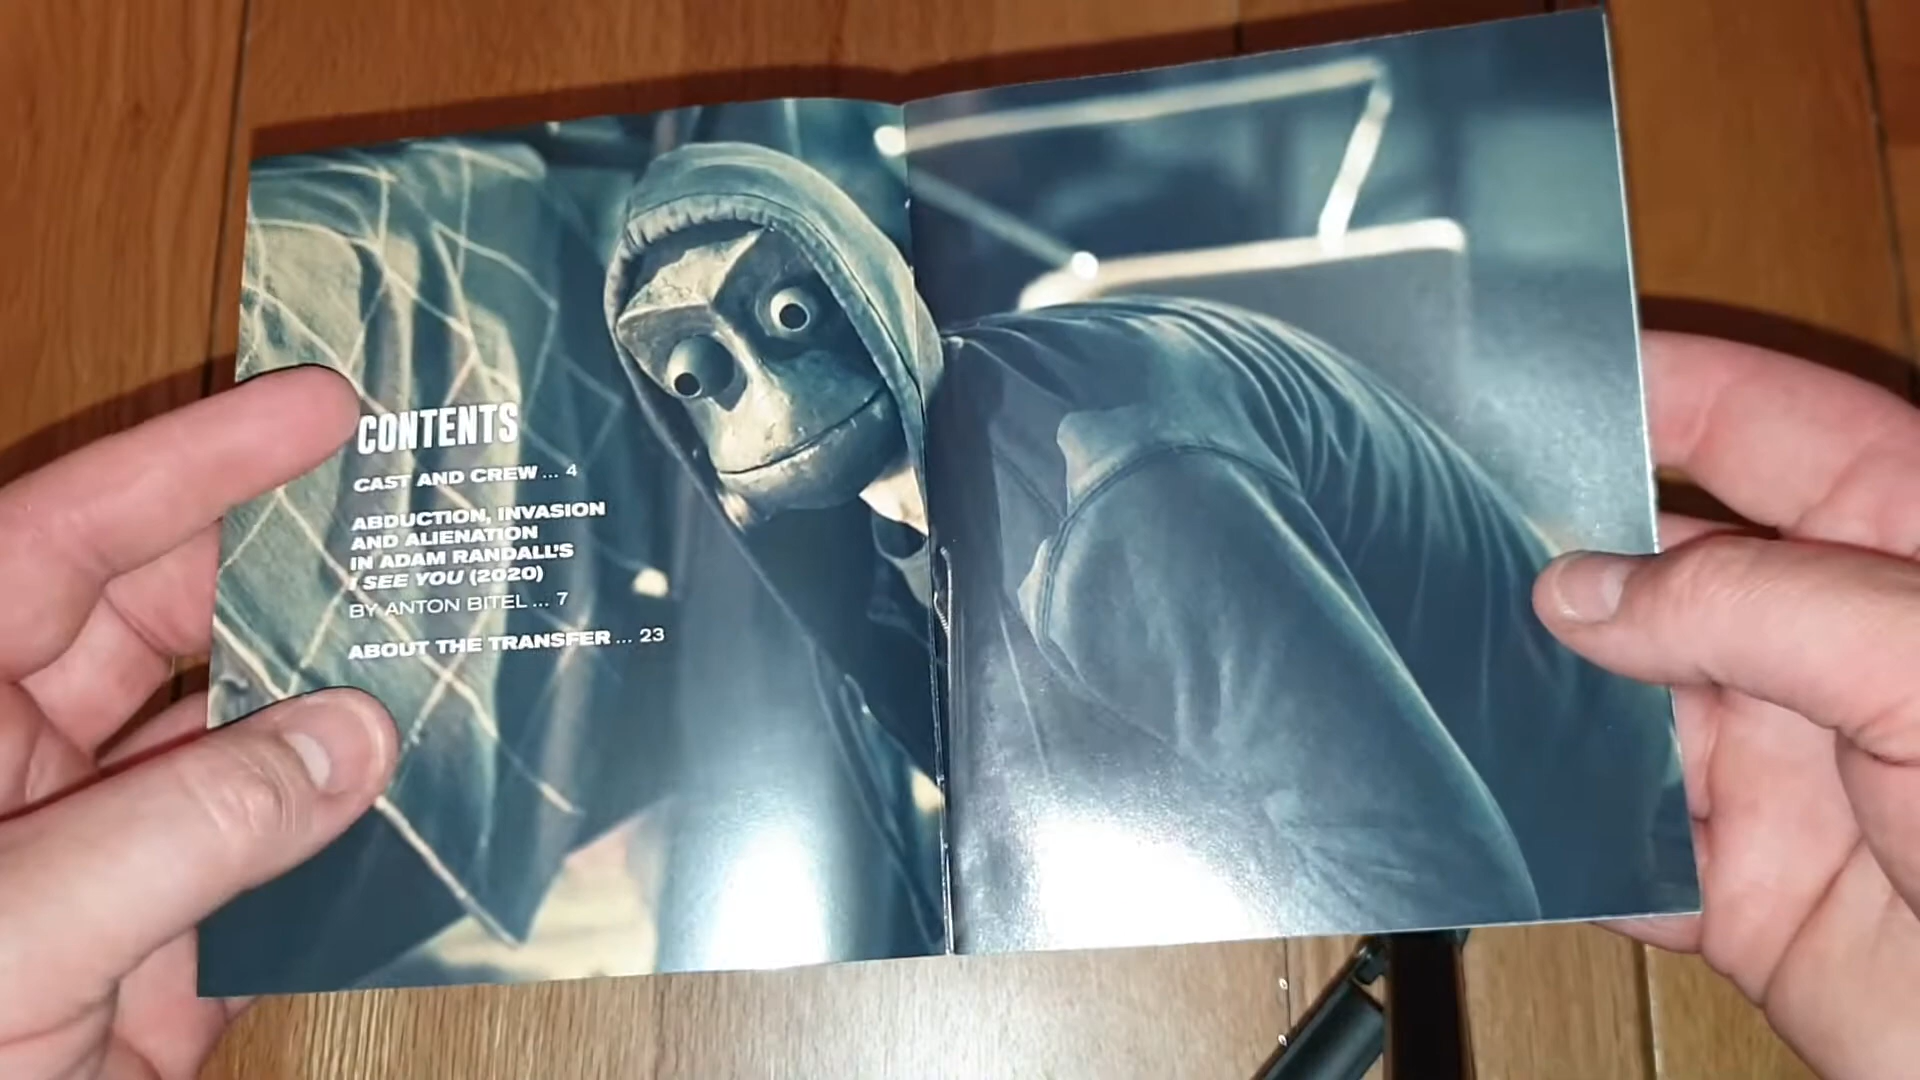 CONTENTS
CAST AND CREW ... 4
ABDUCTION, INVASION
AND ALIENATION
IN ADAM RANDALL'S
I SEE YOU (2020)
BY ANTON BITEL ... 7
ABOUT THE TRANSFER ... 23